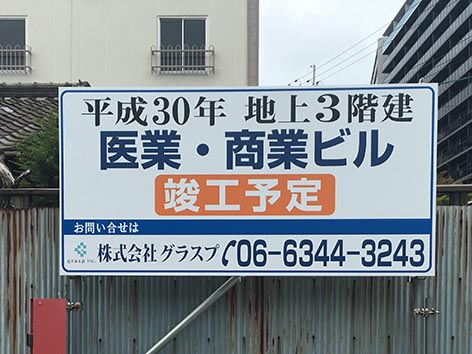 平成30年 地上3階建
医業・商業ビル
竣工予定
お問い合せは
grasp inc. 株式会社グラスプ 06-6344-3243